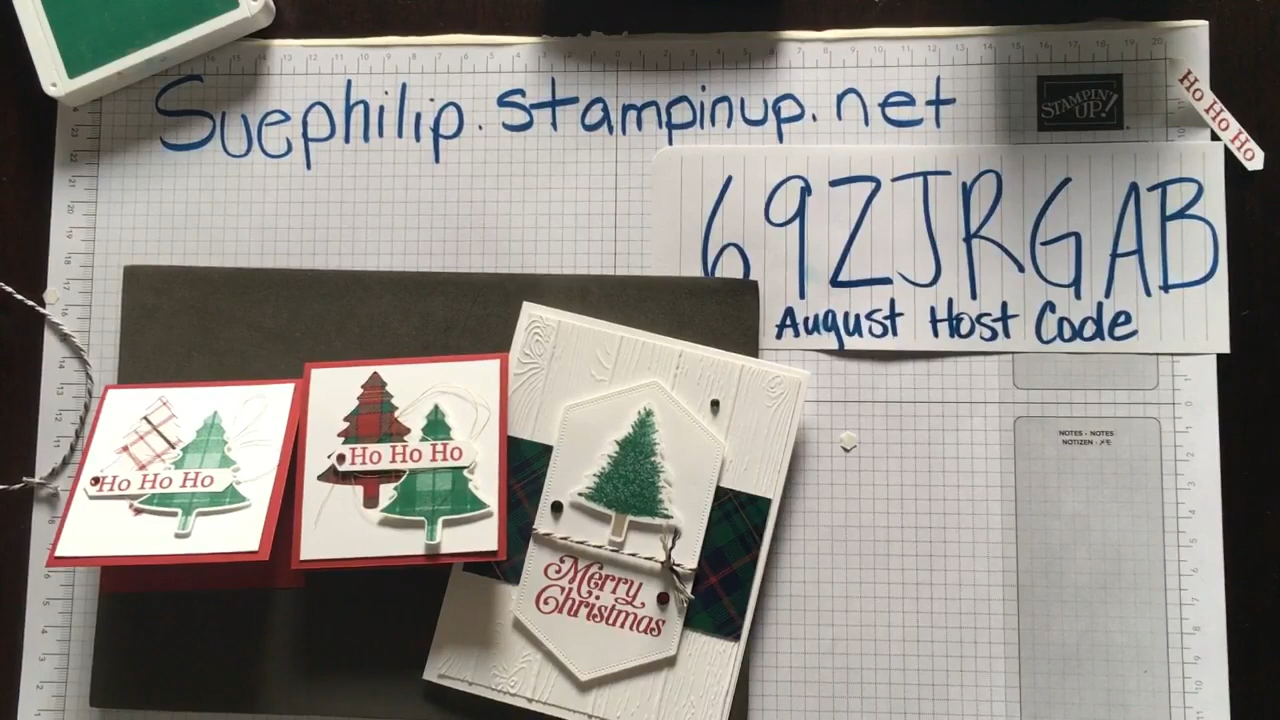 Suephilip.stampinup.net
STAMPIN' UP!
Ho Ho Ho
69ZJRGAB
August Host Code
NOTES • NOTES
NOTIZEN
Ho Ho Ho
Ho Ho Ho
Merry
Christmas